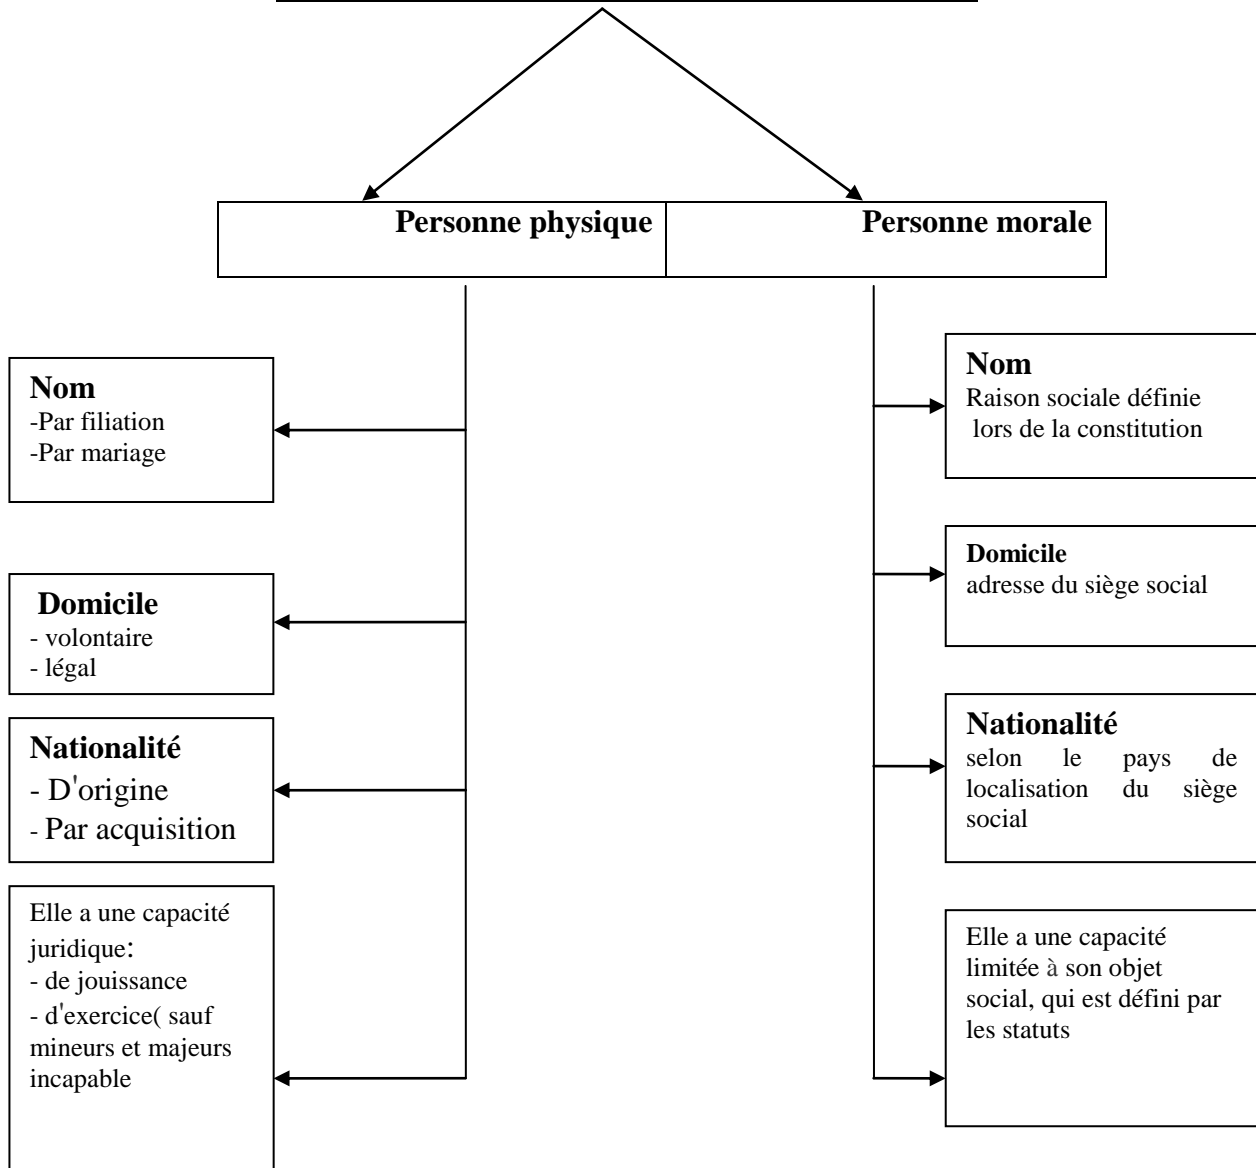 Personne physique
Personne morale
Nom
-Par filiation
-Par mariage
Domicile
- volontaire
- légal
Nationalité
- D'origine
- Par acquisition
Elle a une capacité
juridique:
- de jouissance
- d'exercice( sauf
mineurs et majeurs
incapable
Nom
Raison sociale définie
lors de la constitution
Domicile
adresse du siège social
Nationalité
selon le pays de
localisation du siège
social
Elle a une capacité
limitée à son objet
social, qui est défini par
les statuts